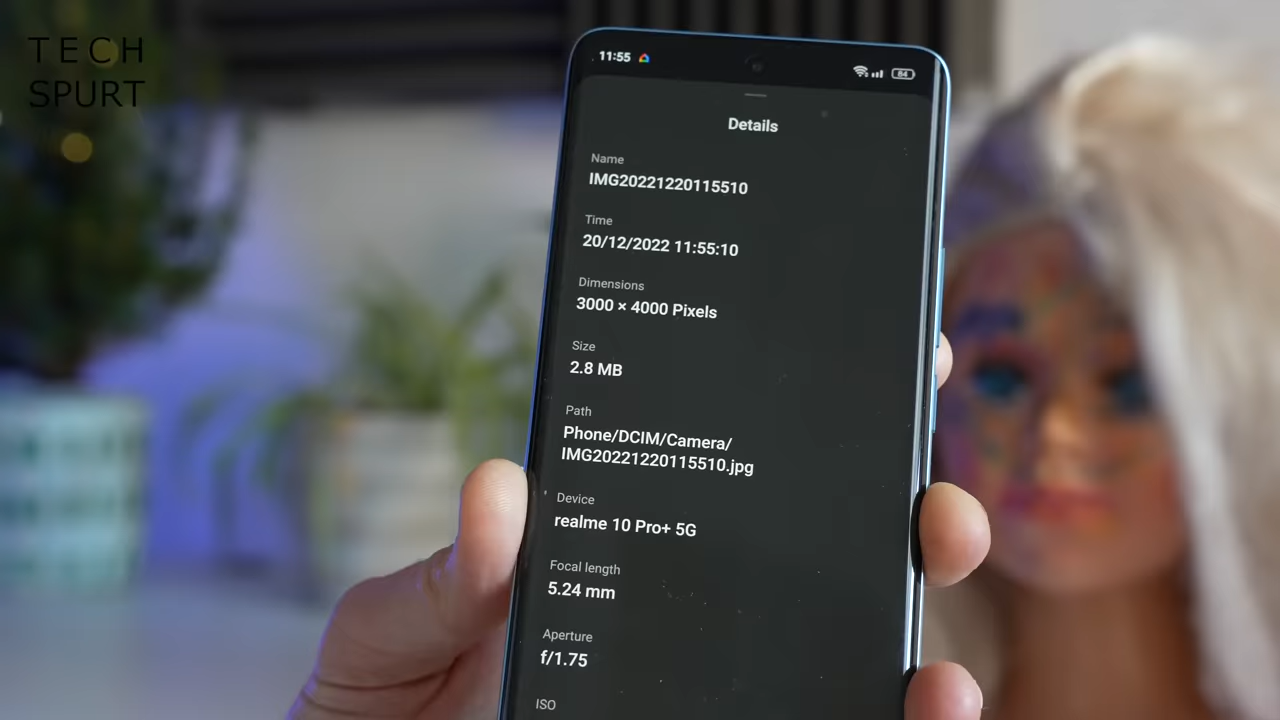 TECH
SPURT
11:55
84
Details
Name
IMG20221220115510
Time
20/12/2022 11:55:10
Dimensions
3000 × 4000 Pixels
Size
2.8 MB
Path
Phone/DCIM/Camera/
IMG20221220115510.jpg
Device
realme 10 Pro+ 5G
Focal length
5.24 mm
Aperture
f/1.75
ISO